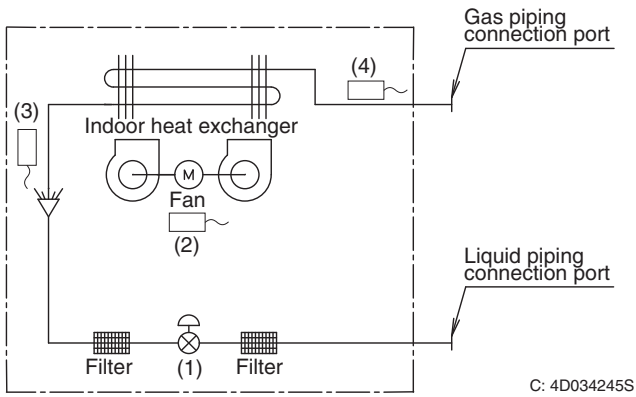 Gas piping
connection port
(4)
(3)
Indoor heat exchanger
M
Fan
(2)
Liquid piping
connection port
Filter
(1)
Filter
C: 4D034245S